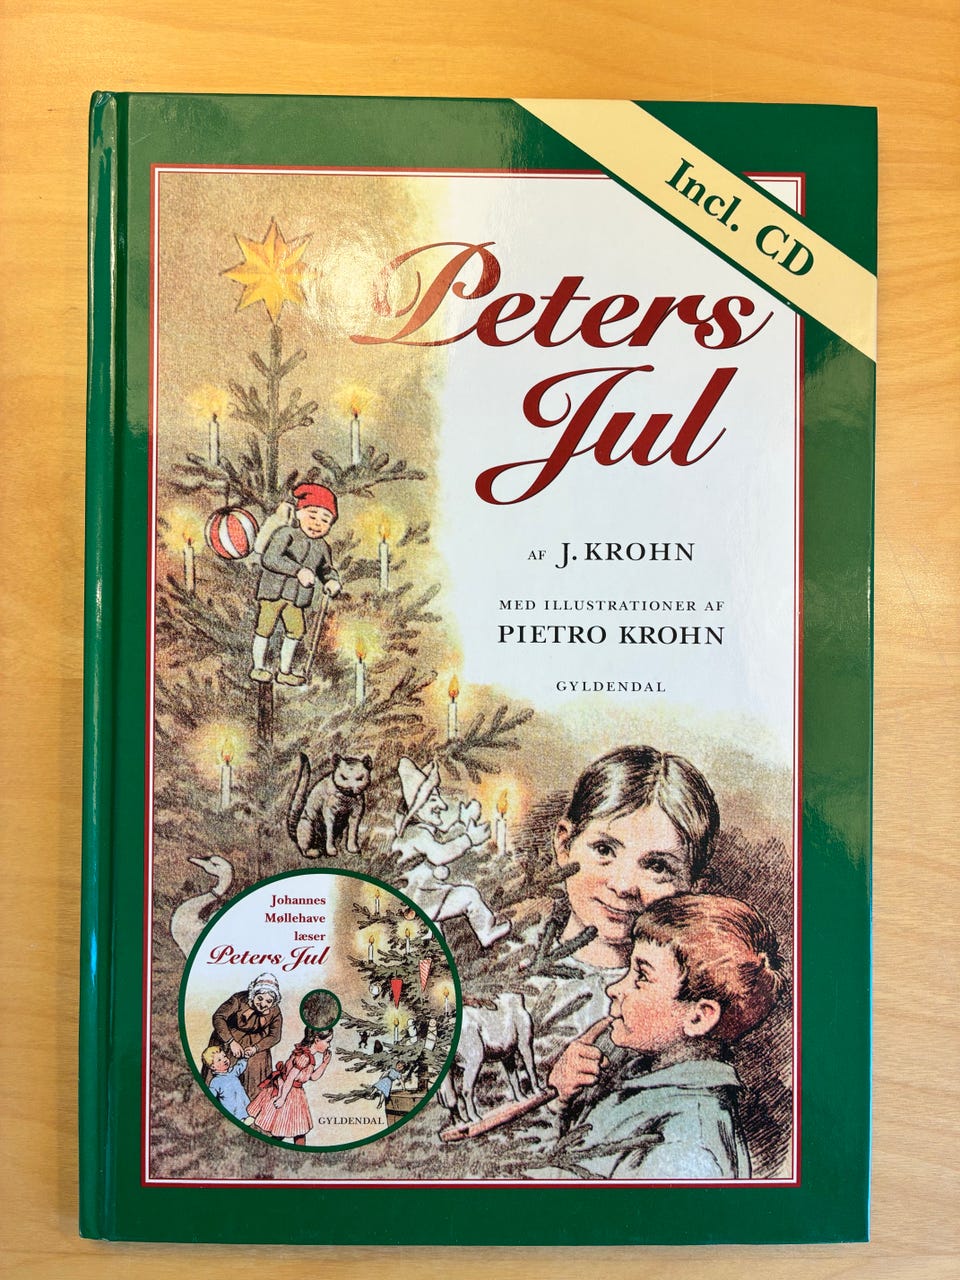 Incl. CD
Peters
Jul
AF J. KROHN
MED ILLUSTRATIONER AF
PIETRO KROHN
GYLDENDAL
Johannes
Møllehave
læser
Peters Jul
GYLDENDAL